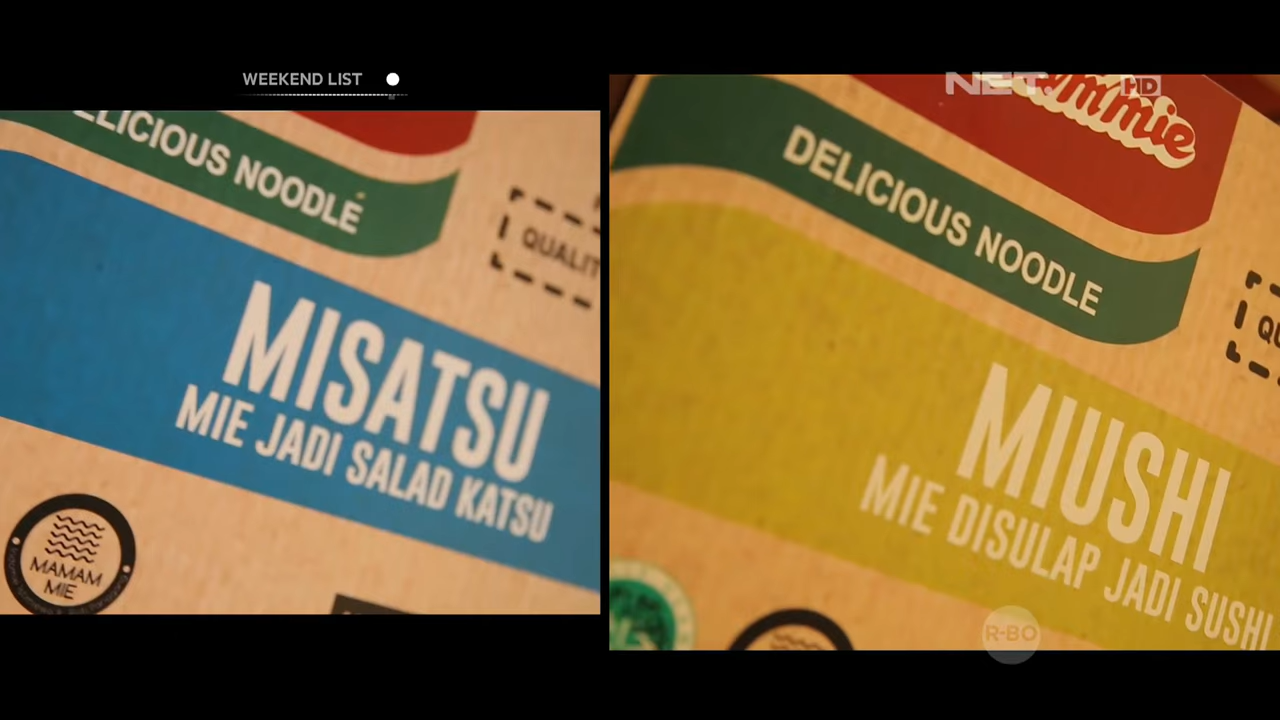 WEEKEND LIST
NET. HD
DELICIOUS NOODLE
MISATSU
MIE JADI SALAD KATSU
MAMAM
MIE
DELICIOUS NOODLE
MIUSHI
MIE DISULAP JADI SUSHI
R-BO